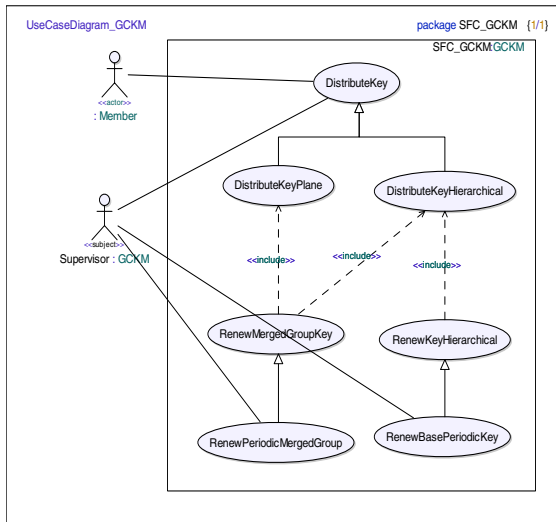 UseCaseDiagram_GCKM
package SFC_GCKM {1/1}
SFC_GCKM:GCKM
DistributeKey
<<actor>>
: Member
DistributeKeyPlane
DistributeKeyHierarchical
<<subject>>
Supervisor : GCKM
<<include>>
<<include>>
<<include>>
RenewMergedGroupKey
RenewKeyHierarchical
RenewPeriodicMergedGroup
RenewBasePeriodicKey